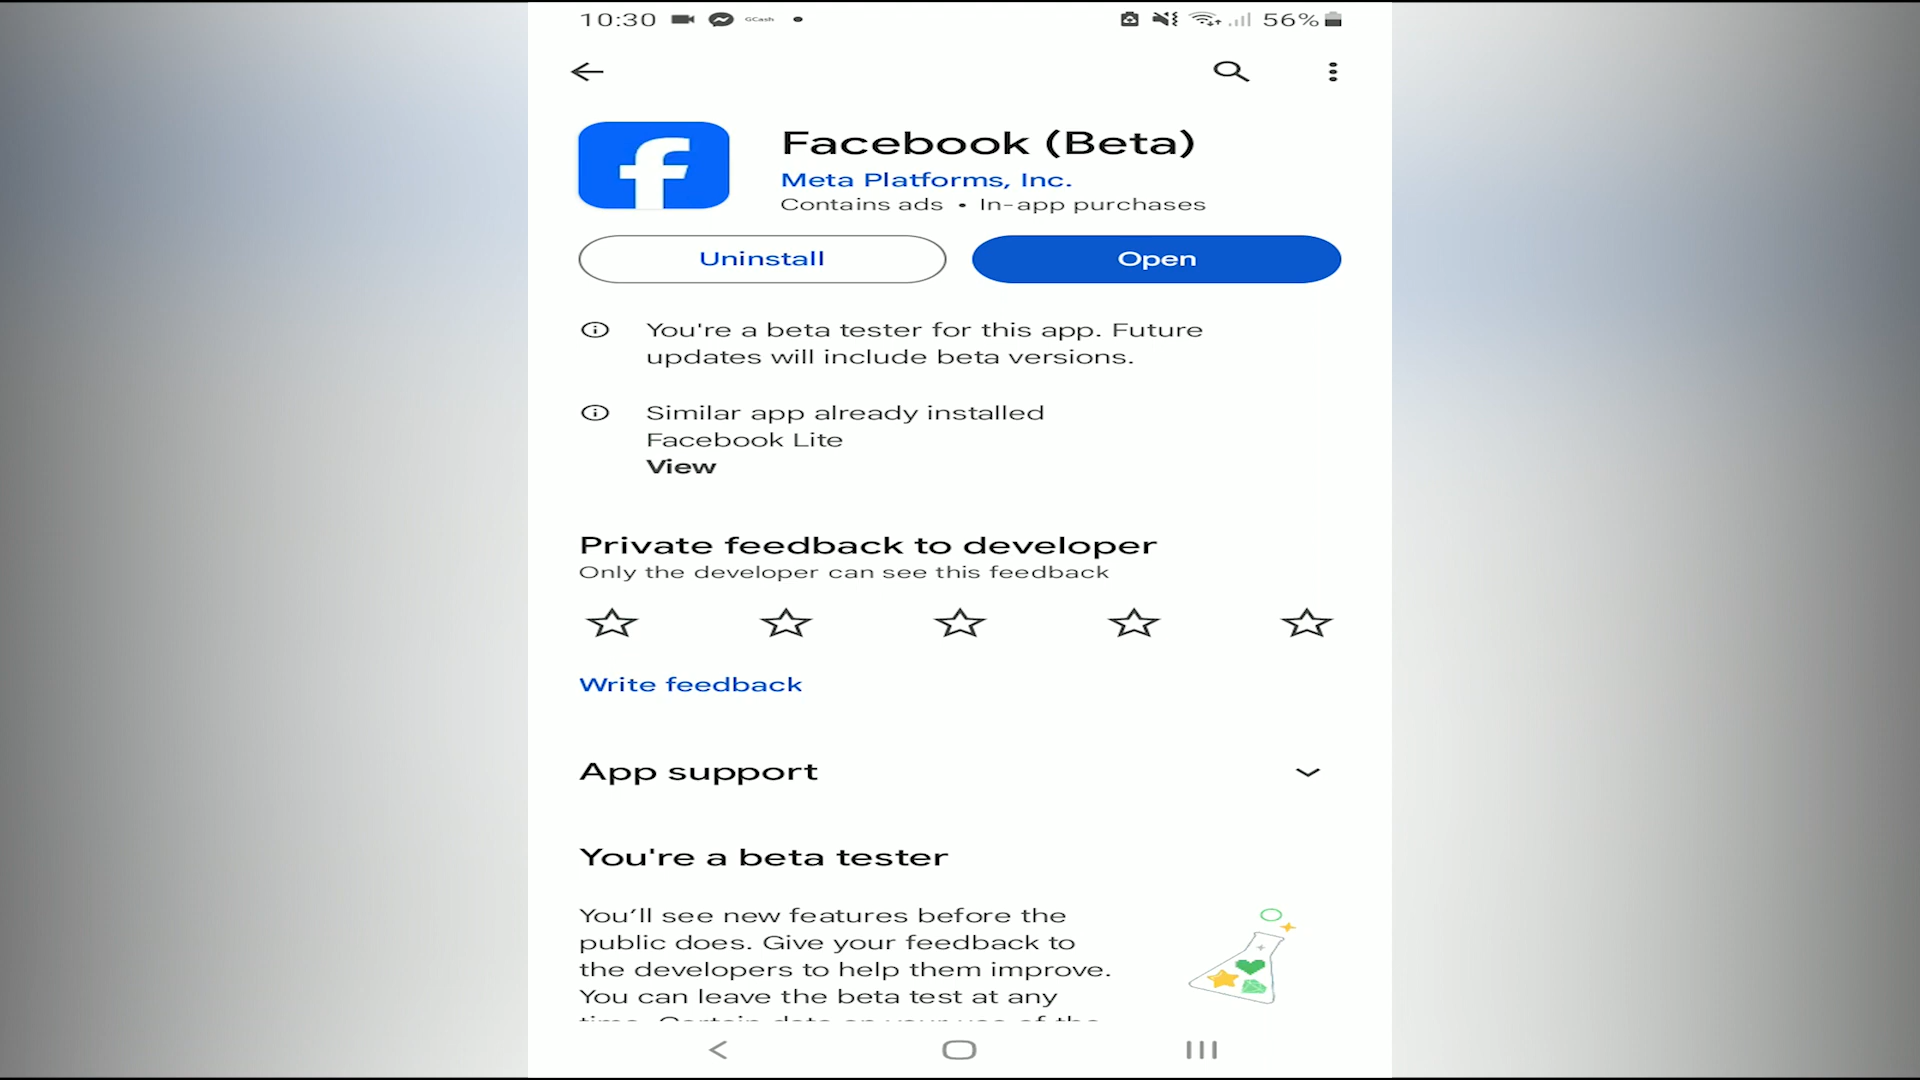 10:30 GCash 56%
Facebook (Beta)
Meta Platforms, Inc.
Contains ads • In-app purchases
Uninstall
Open
You're a beta tester for this app. Future
updates will include beta versions.
Similar app already installed
Facebook Lite
View
Private feedback to developer
Only the developer can see this feedback
Write feedback
App support
You're a beta tester
You'll see new features before the
public does. Give your feedback to
the developers to help them improve.
You can leave the beta test at any